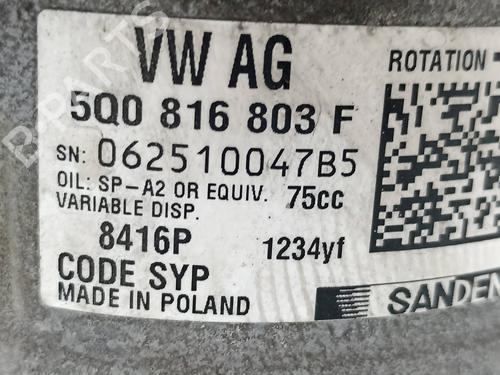 VW AG
ROTATION
5Q0 816 803 F
SN: 062510047B5
OIL: SP-A2 OR EQUIV. 75cc
VARIABLE DISP.
8416P 1234yf
CODE SYP
MADE IN POLAND
SANDEN
B-PARTS